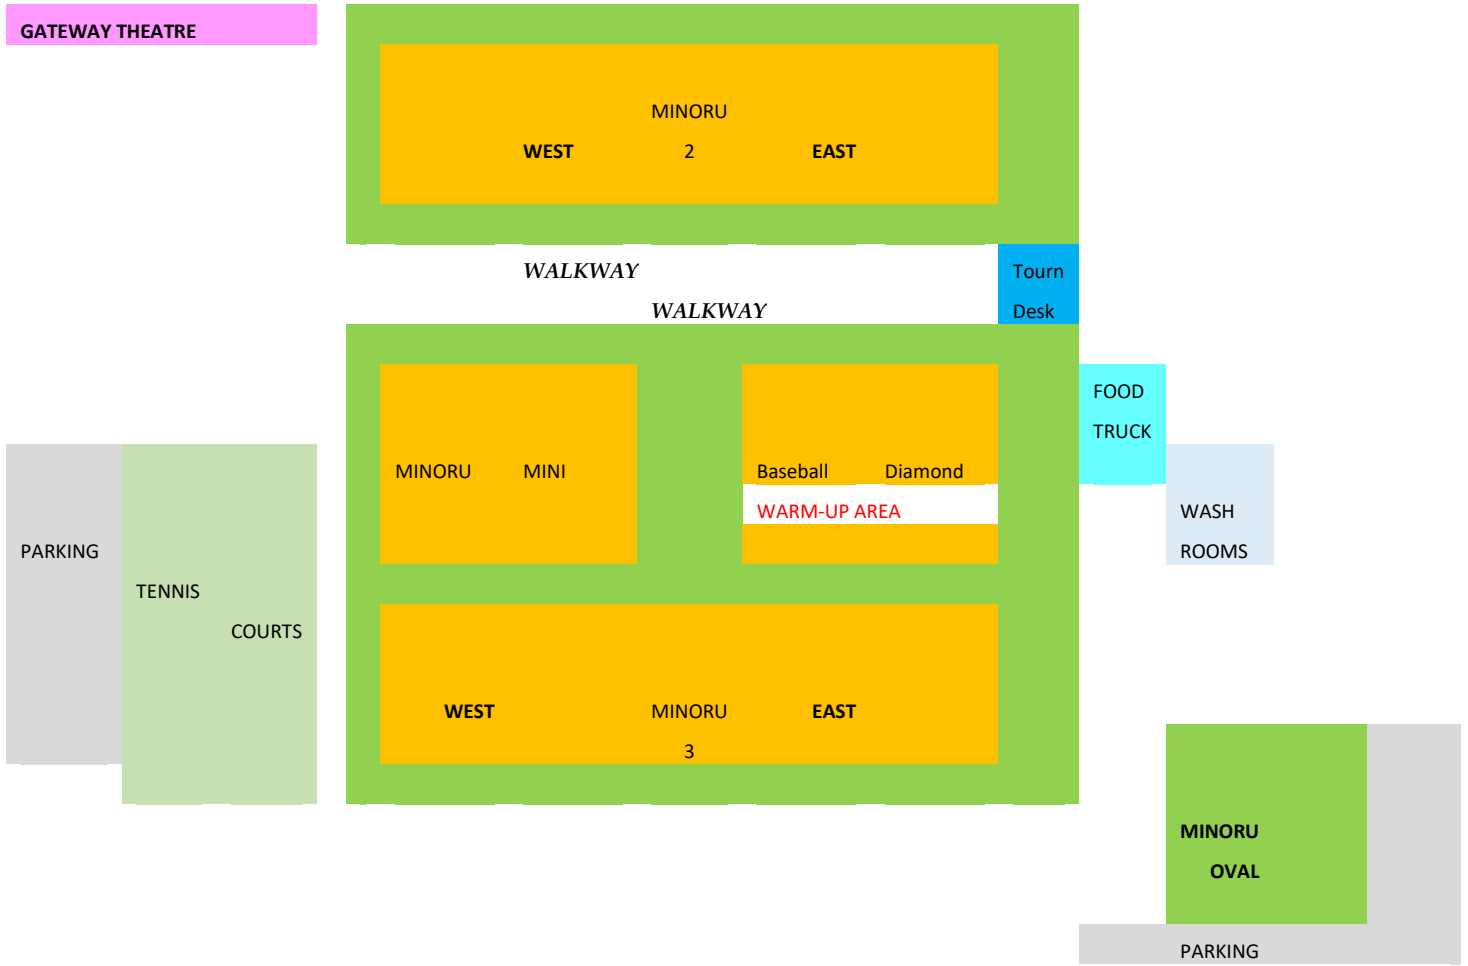 GATEWAY THEATRE
MINORU
WEST 2 EAST
WALKWAY Tourn
WALKWAY Desk
FOOD
TRUCK
MINORU MINI Baseball Diamond
WARM-UP AREA WASH
PARKING ROOMS
TENNIS
COURTS
WEST MINORU EAST
3
MINORU
OVAL
PARKING